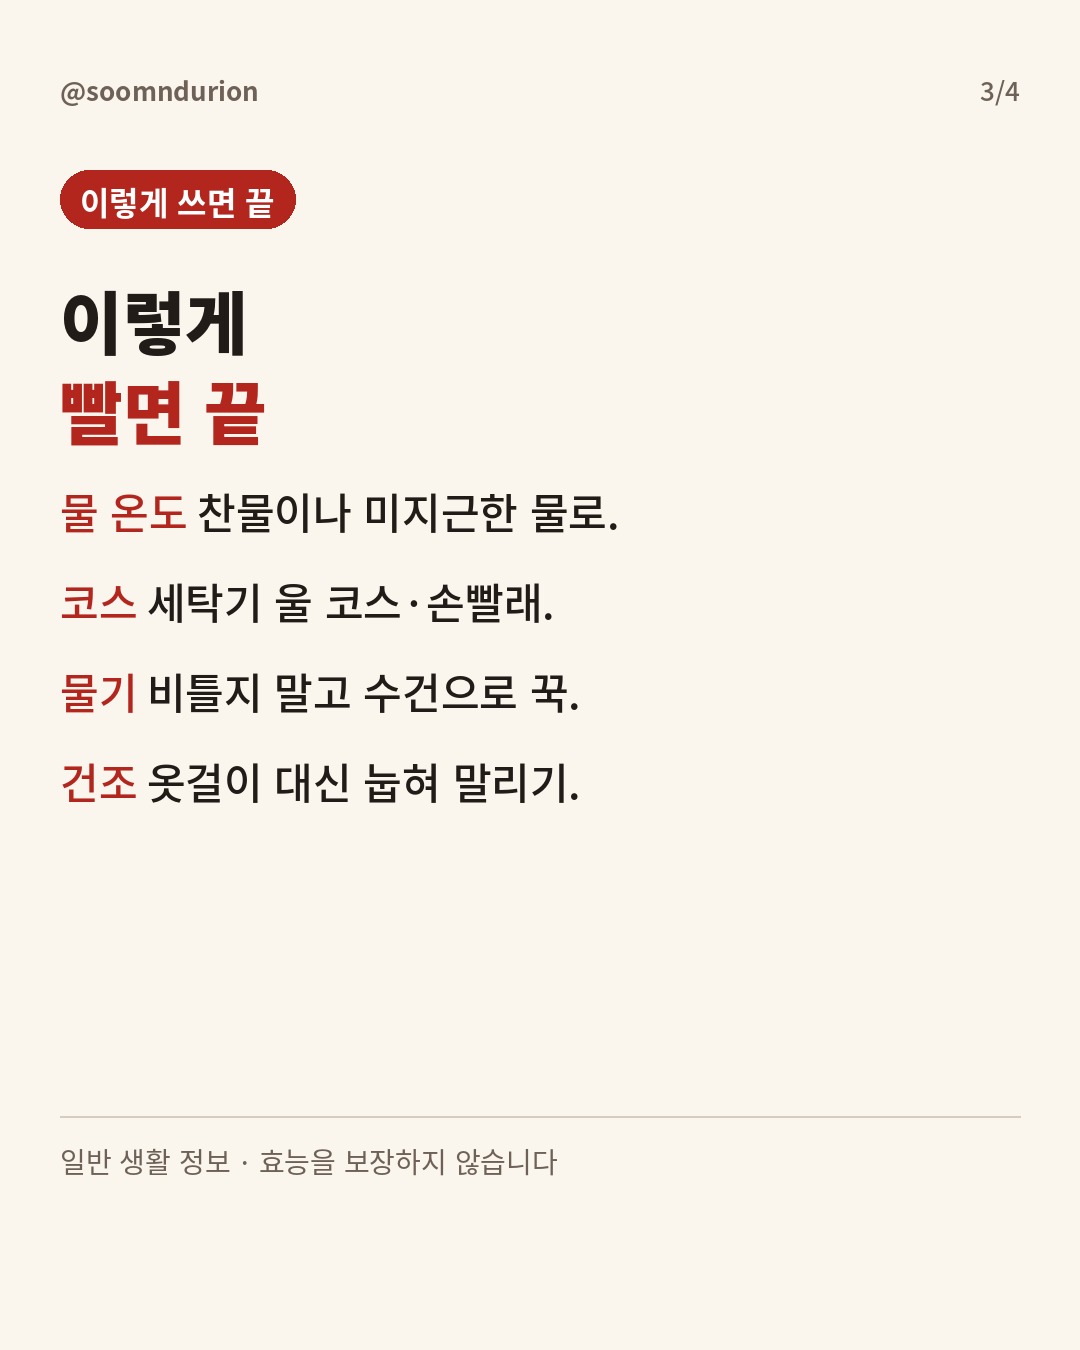 @soomndurion
3/4
이렇게 쓰면 끝
이렇게
빨면 끝
물 온도 찬물이나 미지근한 물로.
코스 세탁기 울 코스·손빨래.
물기 비틀지 말고 수건으로 꾹.
건조 옷걸이 대신 눕혀 말리기.
일반 생활 정보 · 효능을 보장하지 않습니다